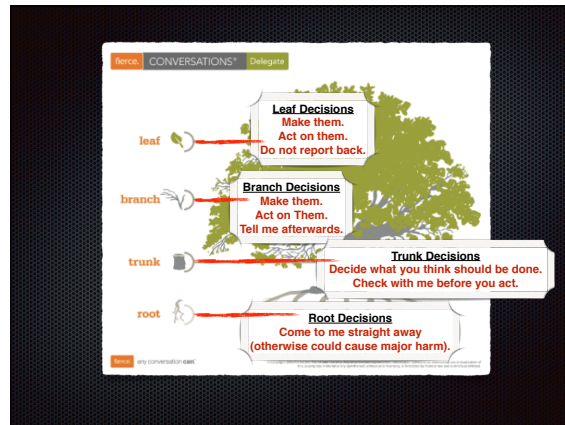 fierce. CONVERSATIONS® Delegate
Leaf Decisions
Make them.
Act on them.
Do not report back.
leaf
Branch Decisions
Make them.
Act on Them.
Tell me afterwards.
branch
Trunk Decisions
Decide what you think should be done.
Check with me before you act.
trunk
root
Root Decisions
Come to me straight away
(otherwise could cause major harm).
fierce. any conversation can.